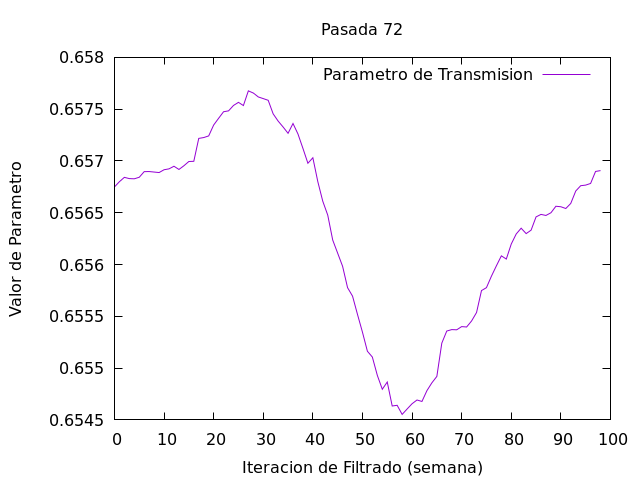 Pasada 72
Parametro de Transmision
0.658
0.6575
0.657
0.6565
0.656
0.6555
0.655
0.6545
Valor de Parametro
0 10 20 30 40 50 60 70 80 90 100
Iteracion de Filtrado (semana)